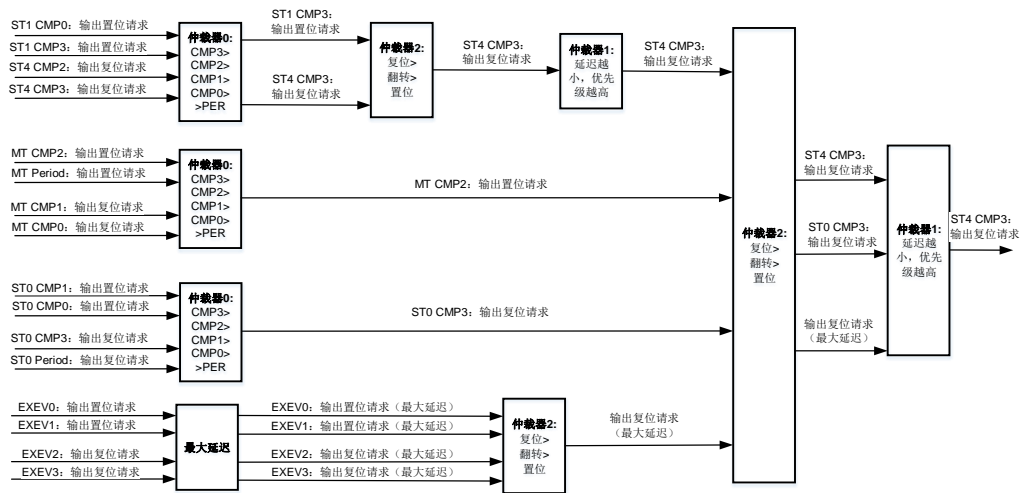 ST1 CMP0：输出置位请求
ST1 CMP3：输出置位请求
ST4 CMP2：输出复位请求
ST4 CMP3：输出复位请求
仲裁器0:
CMP3>
CMP2>
CMP1>
CMP0>
>PER
ST1 CMP3：
输出置位请求
ST4 CMP3：
输出复位请求
仲裁器2:
复位>
翻转>
置位
ST4 CMP3：
输出复位请求
仲裁器1:
延迟越
小，优先
级越高
ST4 CMP3：
输出复位请求
MT CMP2：输出置位请求
MT Period：输出置位请求
MT CMP1：输出复位请求
MT CMP0：输出复位请求
仲裁器0:
CMP3>
CMP2>
CMP1>
CMP0>
>PER
MT CMP2：输出置位请求
ST0 CMP1：输出置位请求
ST0 CMP0：输出置位请求
ST0 CMP3：输出复位请求
ST0 Period：输出复位请求
仲裁器0:
CMP3>
CMP2>
CMP1>
CMP0>
>PER
ST0 CMP3：输出复位请求
EXEV0：输出置位请求
EXEV1：输出置位请求
EXEV2：输出复位请求
EXEV3：输出复位请求
最大延迟
EXEV0：输出置位请求（最大延迟）
EXEV1：输出置位请求（最大延迟）
EXEV2：输出复位请求（最大延迟）
EXEV3：输出复位请求（最大延迟）
仲裁器2:
复位>
翻转>
置位
输出复位请求
（最大延迟）
仲裁器2:
复位>
翻转>
置位
ST4 CMP3：
输出复位请求
ST0 CMP3：
输出复位请求
输出复位请求
（最大延迟）
仲裁器1:
延迟越
小，优先
级越高
ST4 CMP3：
输出复位请求